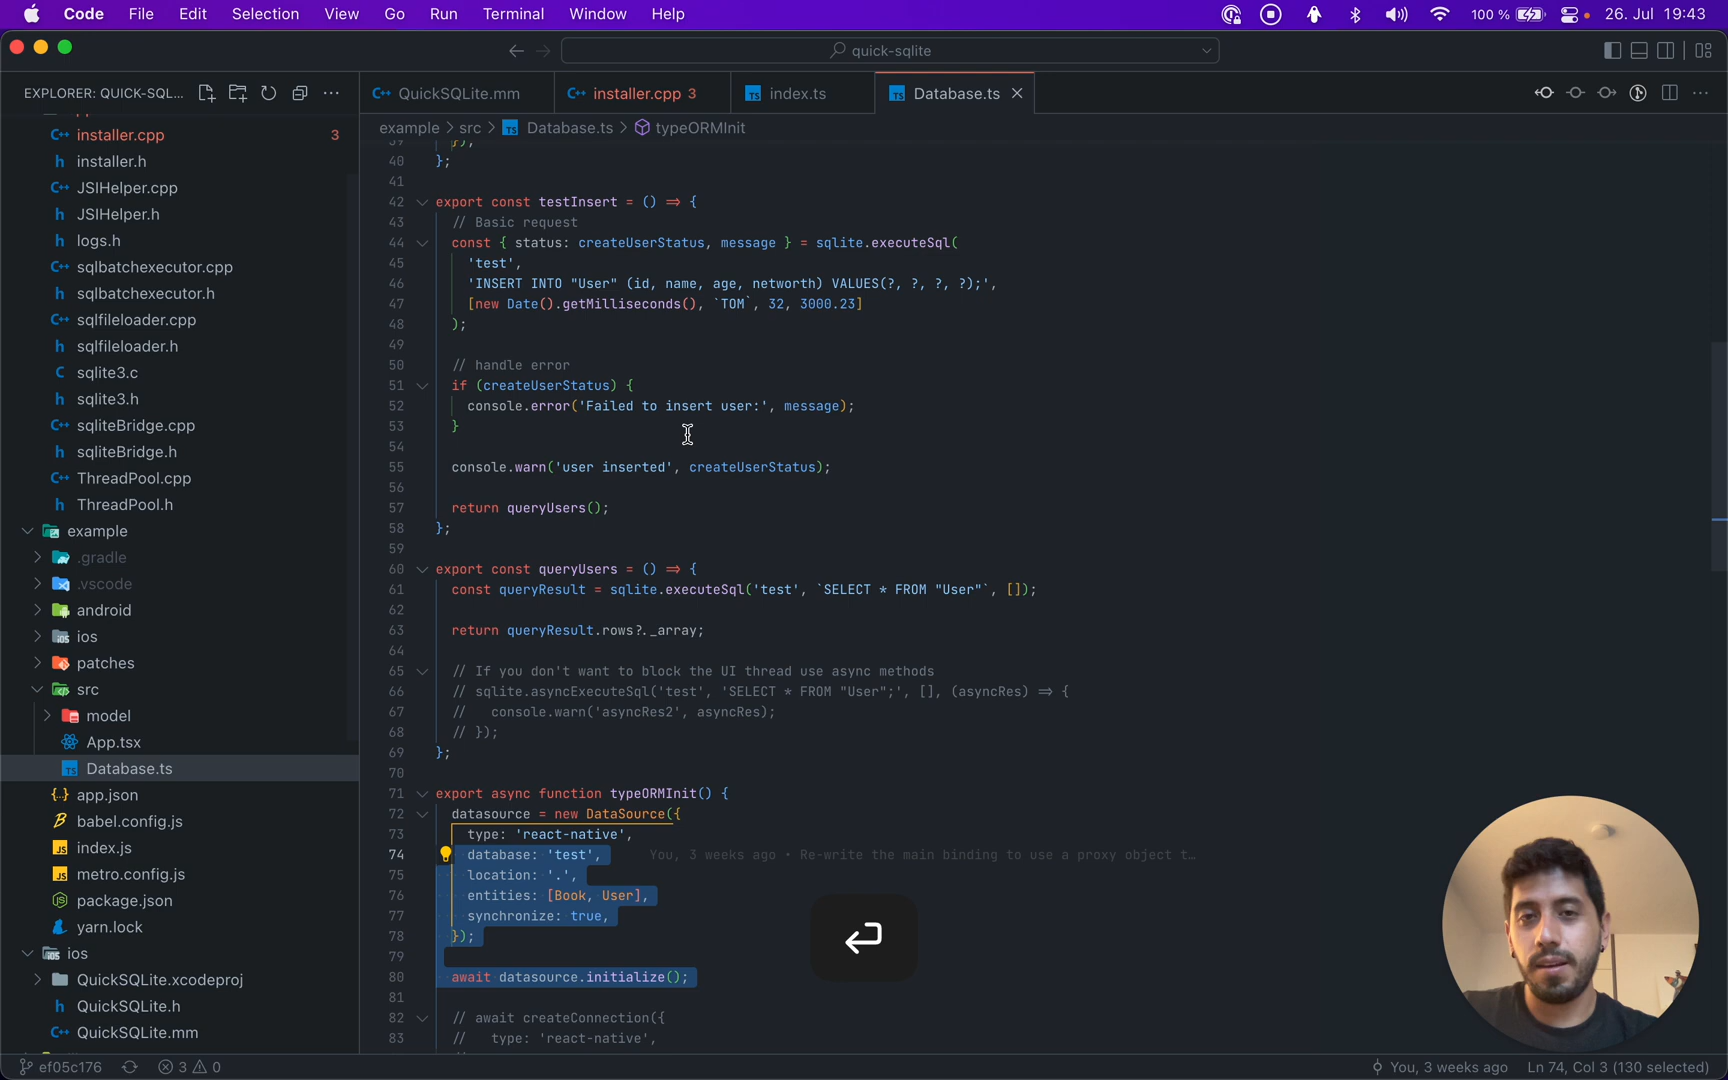 Code File Edit Selection View Go Run Terminal Window Help 100 % 26. Jul 19:43
quick-sqlite
EXPLORER: QUICK-SQL...
QuickSQLite.mm
installer.cpp 3
index.ts
Database.ts
example > src > Database.ts > typeORMInit
installer.cpp 3
installer.h
JSIHelper.cpp
JSIHelper.h
logs.h
sqlbatchexecutor.cpp
sqlbatchexecutor.h
sqlfileloader.cpp
sqlfileloader.h
sqlite3.c
sqlite3.h
sqliteBridge.cpp
sqliteBridge.h
ThreadPool.cpp
ThreadPool.h
example
.gradle
.vscode
android
ios
patches
src
model
App.tsx
Database.ts
app.json
babel.config.js
index.js
metro.config.js
package.json
yarn.lock
ios
QuickSQLite.xcodeproj
QuickSQLite.h
QuickSQLite.mm
39 });
40 };
41
42 export const testInsert = () => {
43 // Basic request
44 const { status: createUserStatus, message } = sqlite.executeSql(
45 'test',
46 'INSERT INTO "User" (id, name, age, networth) VALUES(?, ?, ?, ?);',
47 [new Date().getMilliseconds(), `TOM`, 32, 3000.23]
48 );
49
50 // handle error
51 if (createUserStatus) {
52 console.error('Failed to insert user:', message);
53 }
54
55 console.warn('user inserted', createUserStatus);
56
57 return queryUsers();
58 };
59
60 export const queryUsers = () => {
61 const queryResult = sqlite.executeSql('test', `SELECT * FROM "User"`, []);
62
63 return queryResult.rows?._array;
64
65 // If you don't want to block the UI thread use async methods
66 // sqlite.asyncExecuteSql('test', 'SELECT * FROM "User";', [], (asyncRes) => {
67 // console.warn('asyncRes2', asyncRes);
68 // });
69 };
70
71 export async function typeORMInit() {
72 datasource = new DataSource({
73 type: 'react-native',
74 database: 'test', You, 3 weeks ago • Re-write the main binding to use a proxy object t…
75 location: '.',
76 entities: [Book, User],
77 synchronize: true,
78 });
79
80 await datasource.initialize();
81
82 // await createConnection({
83 // type: 'react-native',
ef05c176 3 0 You, 3 weeks ago Ln 74, Col 3 (130 selected)